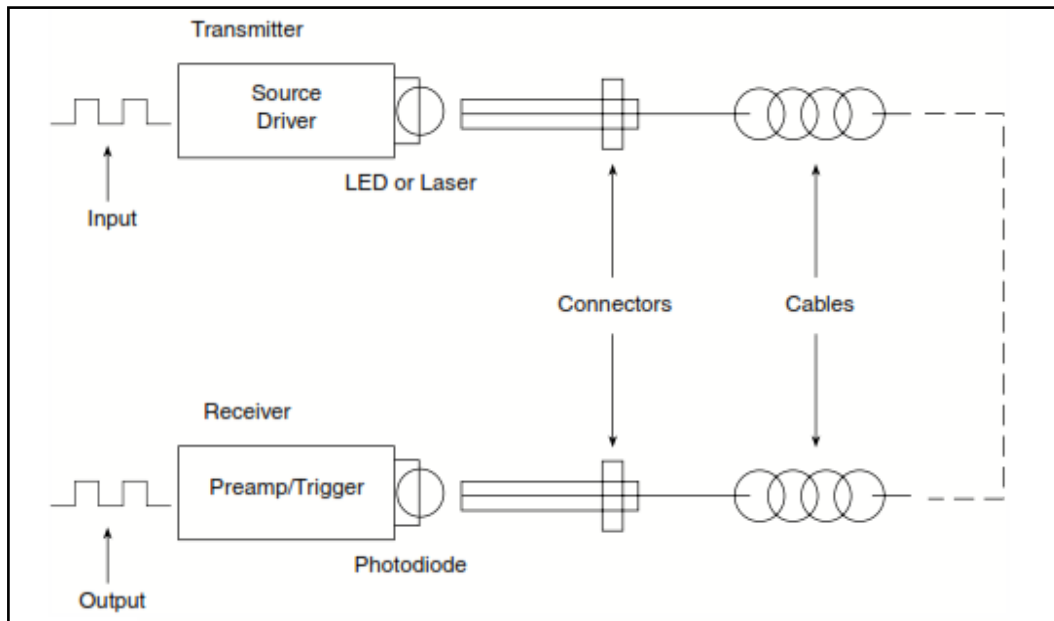 Transmitter
Source
Driver
LED or Laser
Input
Connectors
Cables
Receiver
Preamp/Trigger
Photodiode
Output